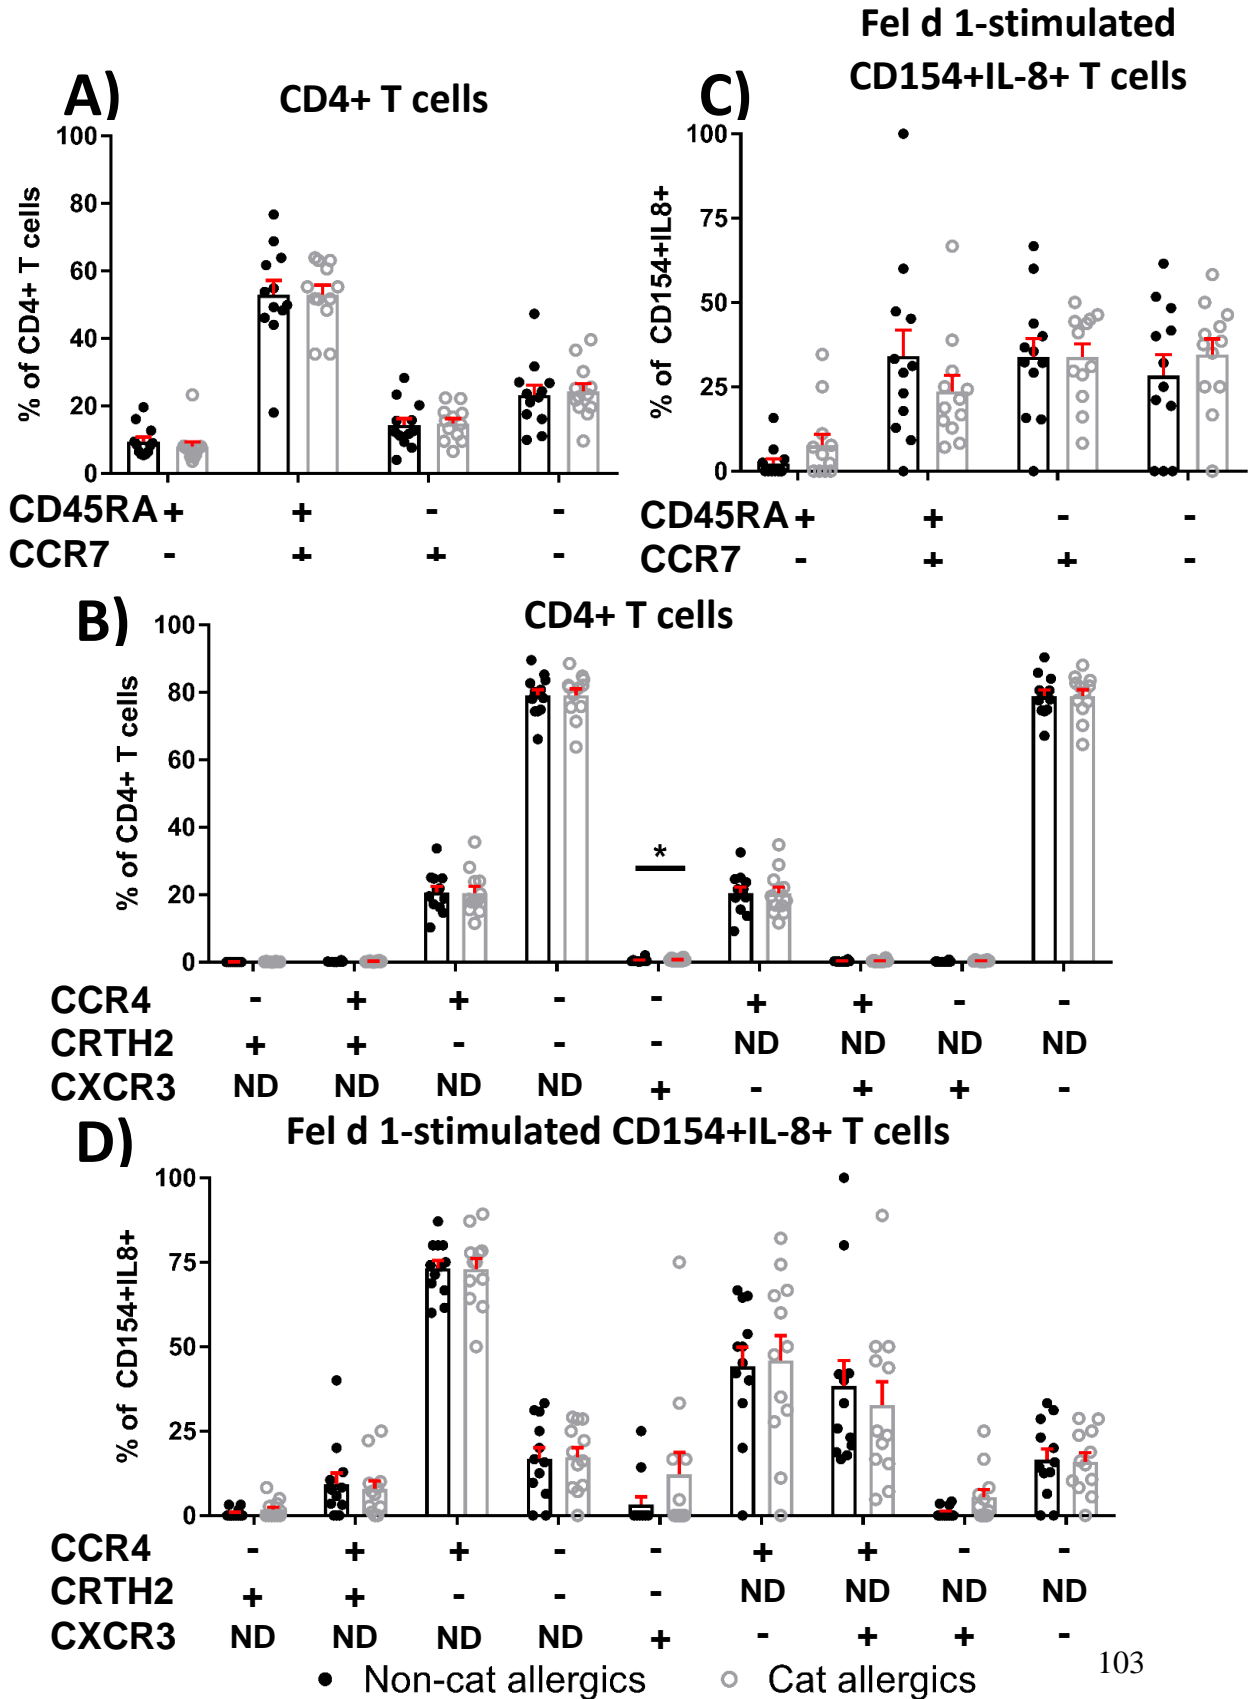 Fel d 1-stimulated
CD154+IL-8+ T cells
A)
CD4+ T cells
C)
% of CD4+ T cells
100
80
60
40
20
0
CD45RA + + - -
CCR7 - + + -
% of CD154+IL8+
100
75
50
25
0
CD45RA + + - -
CCR7 - + + -
B)
CD4+ T cells
% of CD4+ T cells
100
80
60
40
20
0
*
CCR4 - + + - - + + - -
CRTH2 + + - - - ND ND ND ND
CXCR3 ND ND ND ND + - + + -
D)
Fel d 1-stimulated CD154+IL-8+ T cells
% of CD154+IL8+
100
75
50
25
0
CCR4 - + + - - + + - -
CRTH2 + + - - - ND ND ND ND
CXCR3 ND ND ND ND + - + + -
Non-cat allergics Cat allergics
103